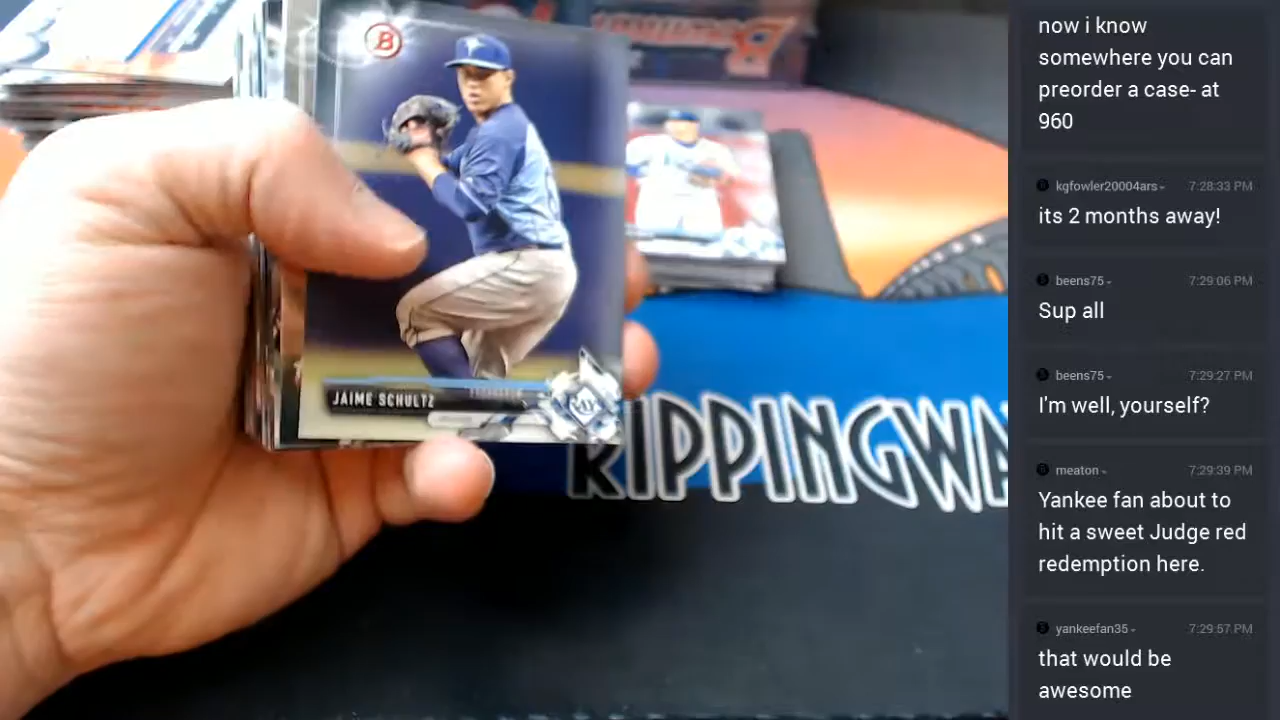 B
Bowman
JAIME SCHULTZ
RAYS
RIPPINGWA
now i know
somewhere you can
preorder a case- at
960
kgfowler20004ars
7:28:33 PM
its 2 months away!
beens75
7:29:06 PM
Sup all
beens75
7:29:27 PM
I'm well, yourself?
meaton
7:29:39 PM
Yankee fan about to
hit a sweet Judge red
redemption here.
yankeefan35
7:29:57 PM
that would be
awesome